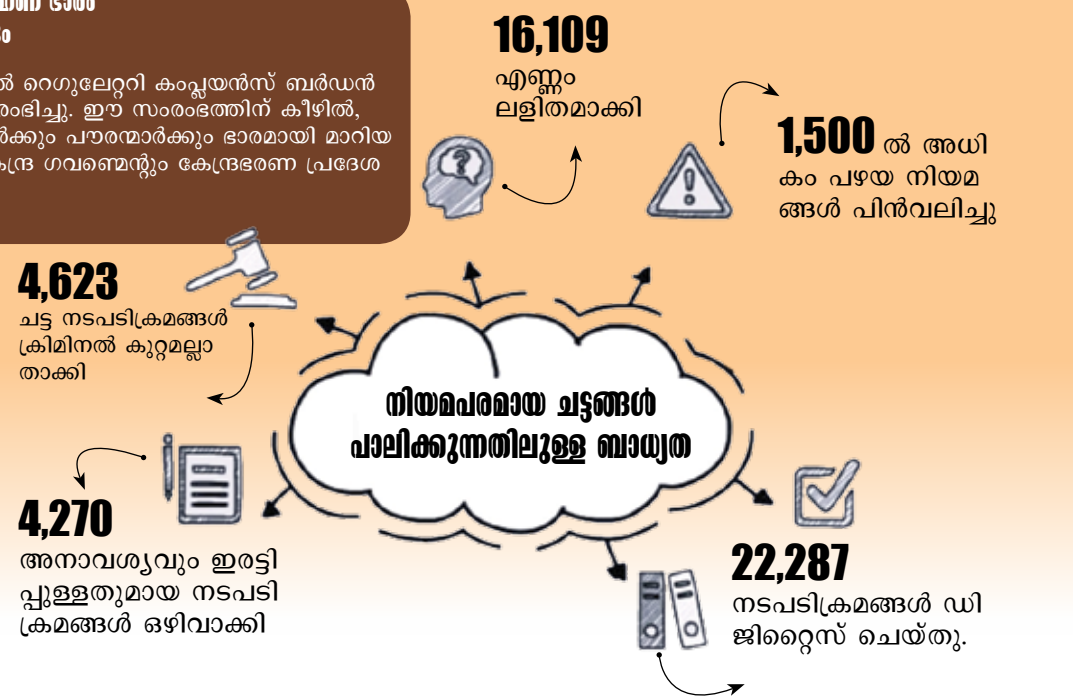 ൽ റെഗുലേറ്ററി കംപ്ലയൻസ് ബർഡൻ
രംഭിച്ചു. ഈ സംരംഭത്തിന് കീഴിൽ,
ർക്കും പൗരന്മാർക്കും ഭാരമായി മാറിയ
കേന്ദ്ര ഗവണ്മെന്റും കേന്ദ്രഭരണ പ്രദേശ
16,109
എണ്ണം
ലളിതമാക്കി
1,500 ൽ അധി
കം പഴയ നിയമ
ങ്ങൾ പിൻവലിച്ചു
4,623
ചട്ട നടപടിക്രമങ്ങൾ
ക്രിമിനൽ കുറ്റമല്ലാ
താക്കി
നിയമപരമായ ചട്ടങ്ങൾ
പാലിക്കുന്നതിലുള്ള ബാധ്യത
4,270
അനാവശ്യവും ഇരട്ടി
പ്പുള്ളതുമായ നടപടി
ക്രമങ്ങൾ ഒഴിവാക്കി
22,287
നടപടിക്രമങ്ങൾ ഡി
ജിറ്റൈസ് ചെയ്തു.